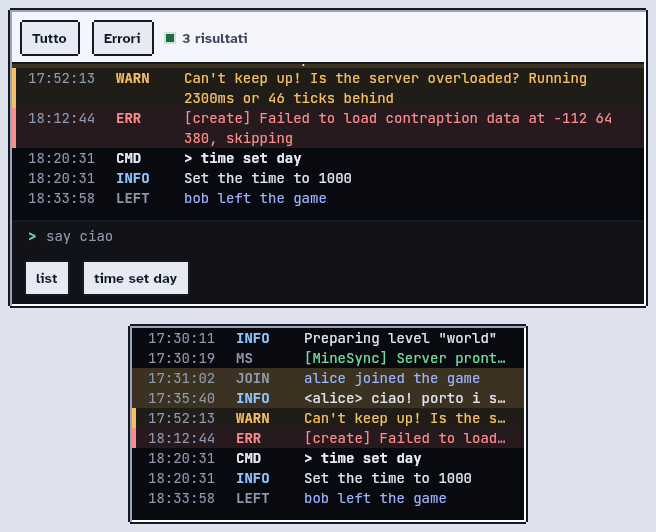 Tutto Errori 3 risultati
17:52:13 WARN Can't keep up! Is the server overloaded? Running
2300ms or 46 ticks behind
18:12:44 ERR [create] Failed to load contraption data at -112 64
380, skipping
18:20:31 CMD > time set day
18:20:31 INFO Set the time to 1000
18:33:58 LEFT bob left the game
> say ciao
list time set day
17:30:11 INFO Preparing level "world"
17:30:19 MS [MineSync] Server pront…
17:31:02 JOIN alice joined the game
17:35:40 INFO <alice> ciao! porto i s…
17:52:13 WARN Can't keep up! Is the s…
18:12:44 ERR [create] Failed to load…
18:20:31 CMD > time set day
18:20:31 INFO Set the time to 1000
18:33:58 LEFT bob left the game